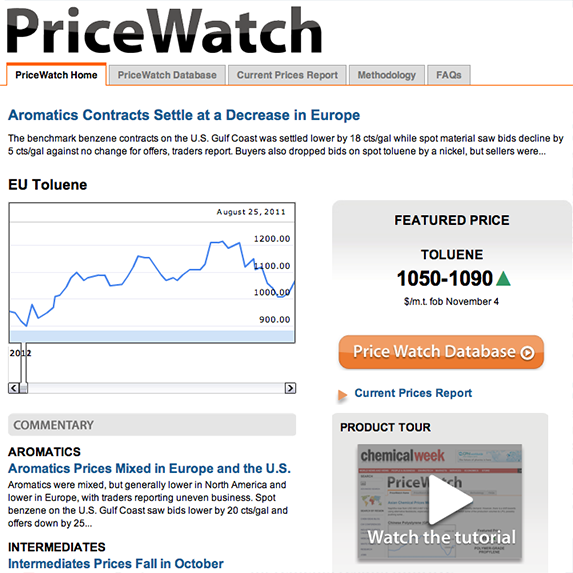 PriceWatch
PriceWatch Home
PriceWatch Database
Current Prices Report
Methodology
FAQs
Aromatics Contracts Settle at a Decrease in Europe
The benchmark benzene contracts on the U.S. Gulf Coast was settled lower by 18 cts/gal while spot material saw bids decline by
5 cts/gal against no change for offers, traders report. Buyers also dropped bids on spot toluene by a nickel, but sellers were...
EU Toluene
August 25, 2011
1200.00
1100.00
1000.00
900.00
FEATURED PRICE
TOLUENE
1050-1090
$/m.t. fob November 4
Price Watch Database
Current Prices Report
COMMENTARY
AROMATICS
Aromatics Prices Mixed in Europe and the U.S.
Aromatics were mixed, but generally lower in North America and
lower in Europe, with traders reporting uneven business. Spot
benzene on the U.S. Gulf Coast saw bids lower by 20 cts/gal and
offers down by 25...
INTERMEDIATES
Intermediates Prices Fall in October
PRODUCT TOUR
chemicalweek
PriceWatch
Watch the tutorial